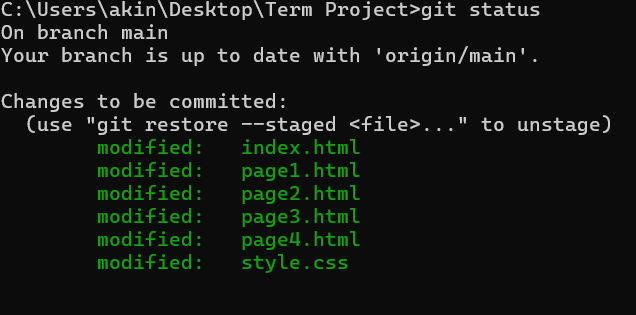 C:\Users\akin\Desktop\Term Project>git status
On branch main
Your branch is up to date with 'origin/main'.

Changes to be committed:
  (use "git restore --staged <file>..." to unstage)
        modified:   index.html
        modified:   page1.html
        modified:   page2.html
        modified:   page3.html
        modified:   page4.html
        modified:   style.css